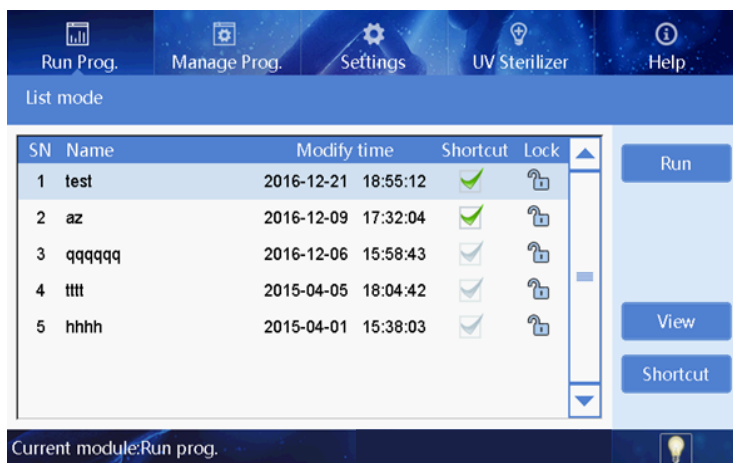 Run Prog. Manage Prog. Settings UV Sterilizer Help
List mode
SN Name Modify time Shortcut Lock
1 test 2016-12-21 18:55:12
2 az 2016-12-09 17:32:04
3 qqqqqq 2016-12-06 15:58:43
4 tttt 2015-04-05 18:04:42
5 hhhh 2015-04-01 15:38:03
Run
View
Shortcut
Current module:Run prog.